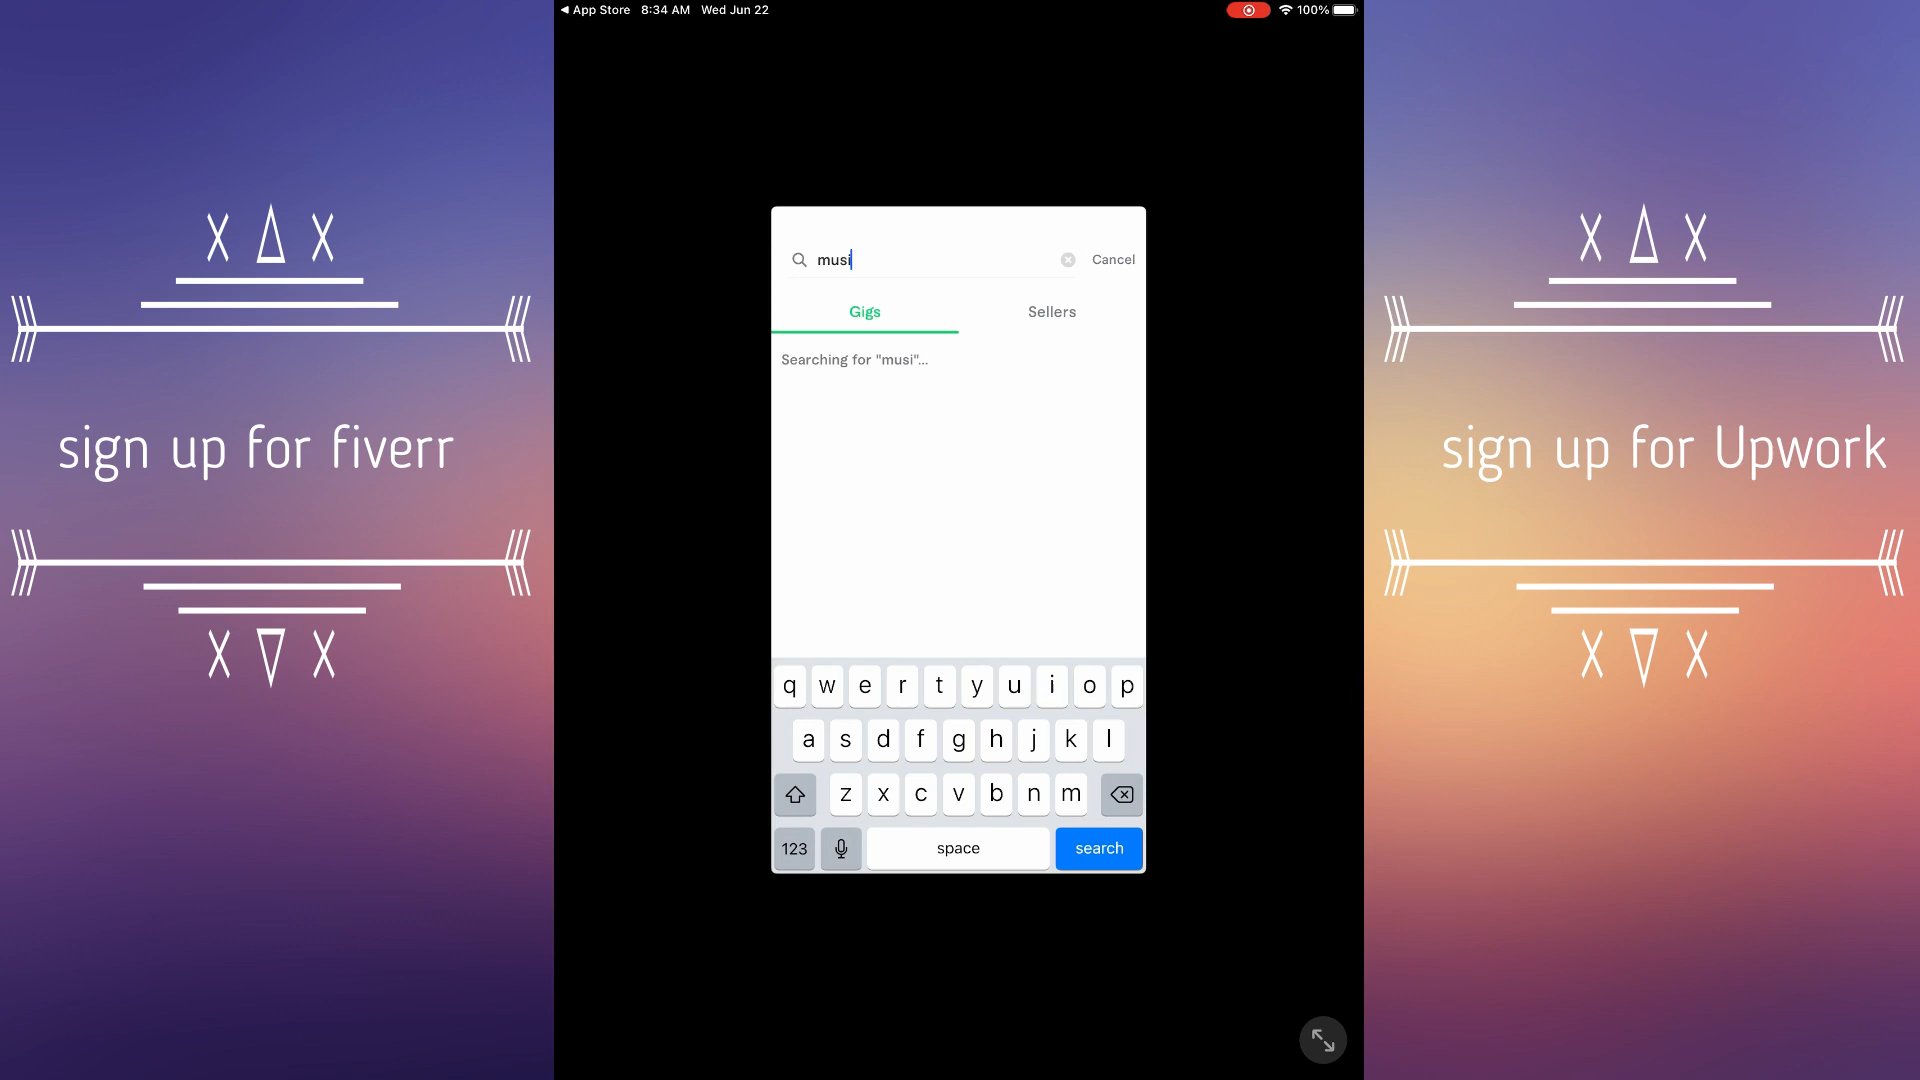 App Store 8:34 AM Wed Jun 22
100%
musi
Cancel
Gigs
Sellers
Searching for "musi"...
sign up for fiverr
sign up for Upwork
q w e r t y u i o p
a s d f g h j k l
z x c v b n m
123 space search